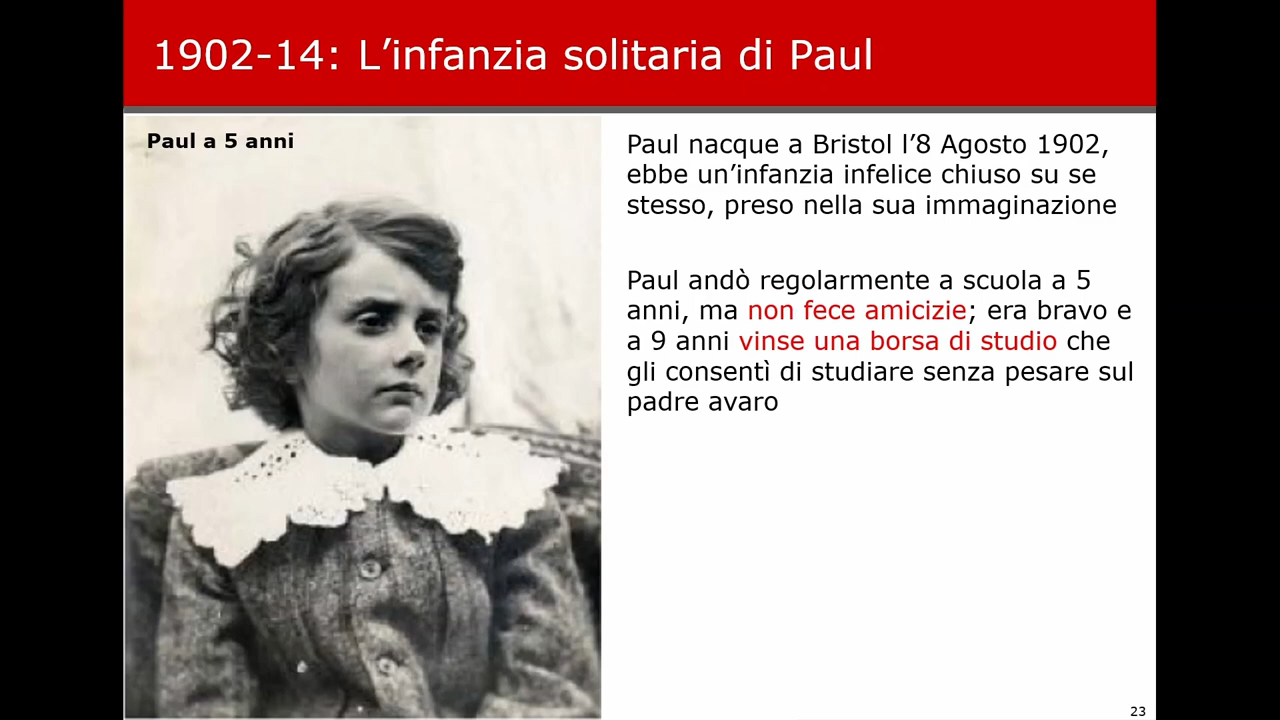 1902-14: L’infanzia solitaria di Paul
Paul a 5 anni
Paul nacque a Bristol l’8 Agosto 1902,
ebbe un’infanzia infelice chiuso su se
stesso, preso nella sua immaginazione
Paul andò regolarmente a scuola a 5
anni, ma non fece amicizie; era bravo e
a 9 anni vinse una borsa di studio che
gli consentì di studiare senza pesare sul
padre avaro
23